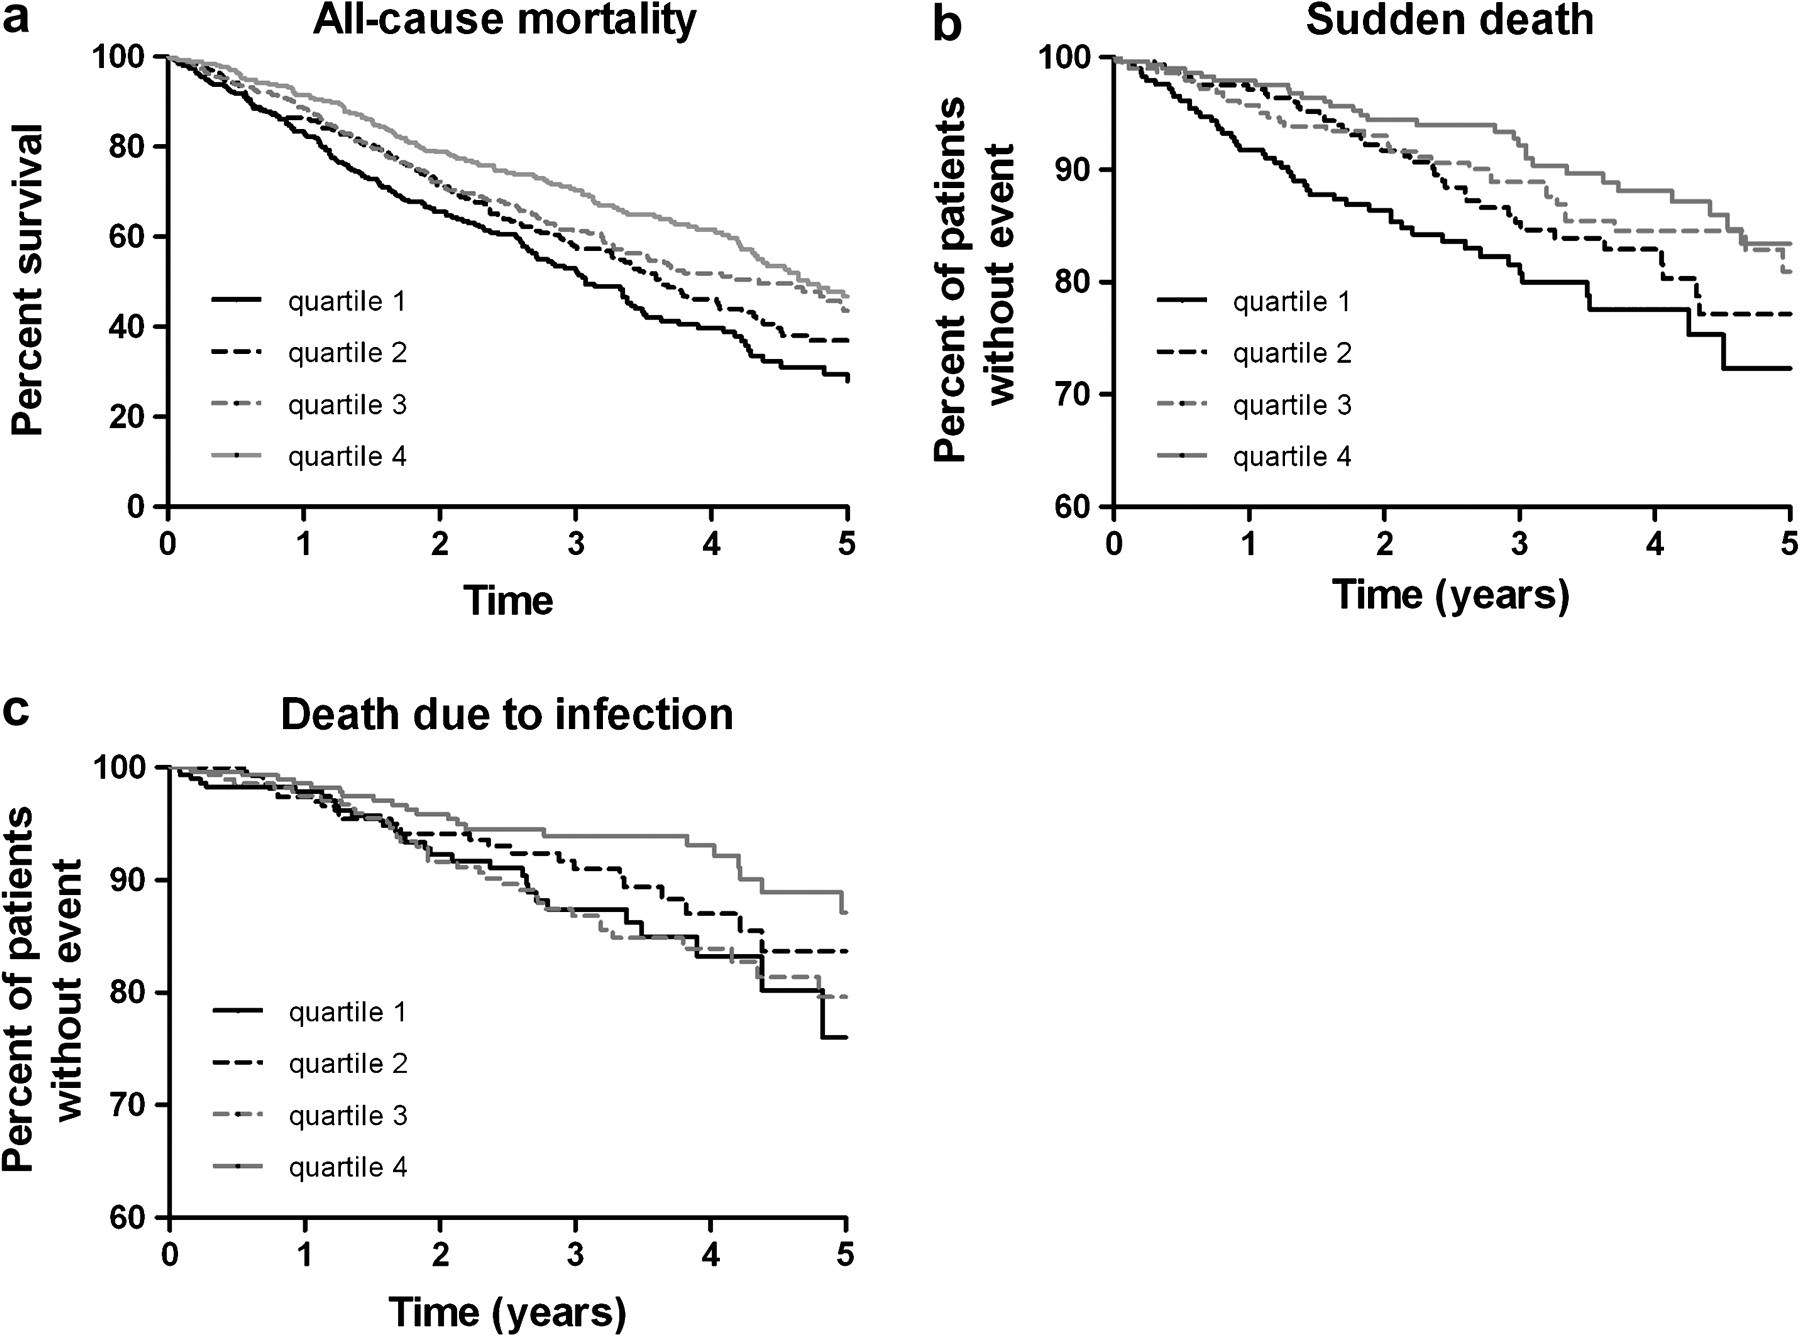 a
All-cause mortality
Percent survival
100
80
60
40
20
0
quartile 1
quartile 2
quartile 3
quartile 4
0 1 2 3 4 5
Time
b
Sudden death
Percent of patients
without event
100
90
80
70
60
quartile 1
quartile 2
quartile 3
quartile 4
0 1 2 3 4 5
Time (years)
c
Death due to infection
Percent of patients
without event
100
90
80
70
60
quartile 1
quartile 2
quartile 3
quartile 4
0 1 2 3 4 5
Time (years)